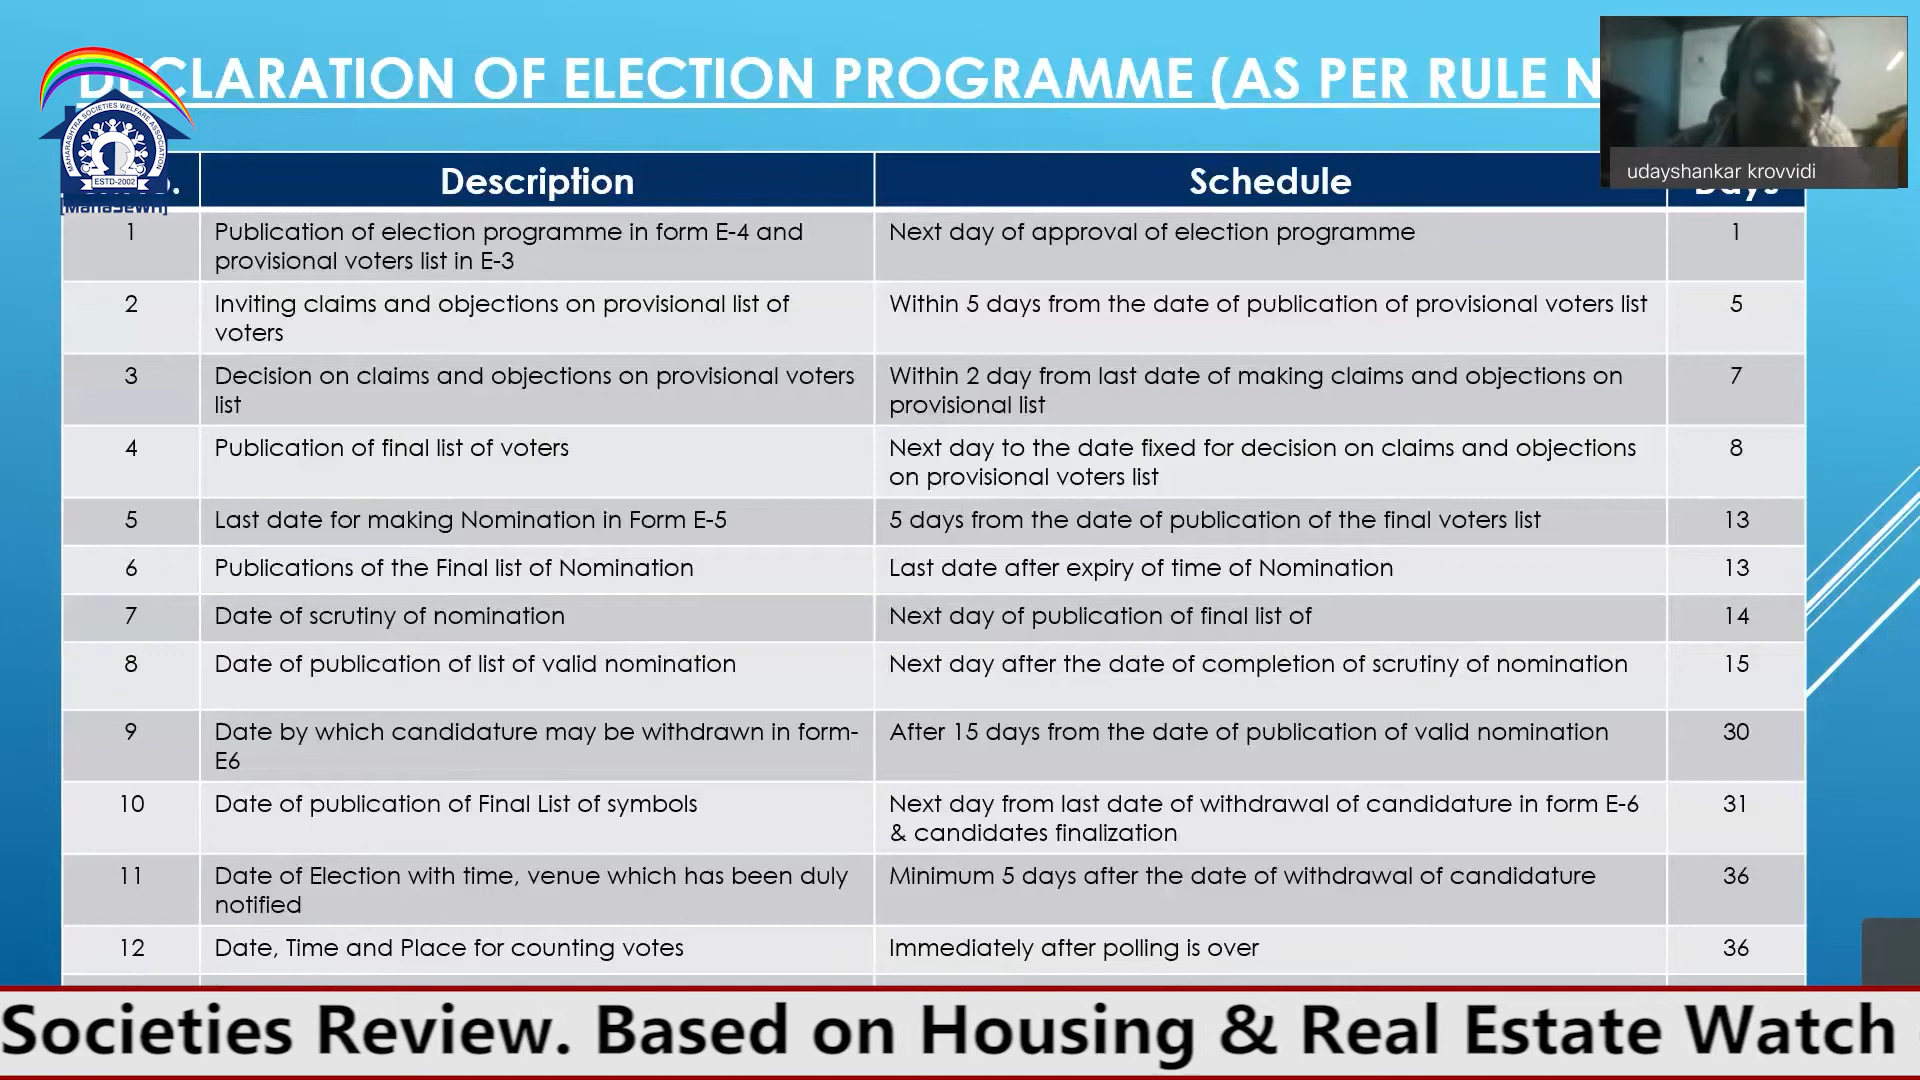 DECLARATION OF ELECTION PROGRAMME (AS PER RULE N
MAHARASHTRA SOCIETIES WELFARE ASSOCIATION
ESTD-2002
[MahaSeWA]
udayshankar krovvidi
Description Schedule Days
1 Publication of election programme in form E-4 and Next day of approval of election programme 1
provisional voters list in E-3
2 Inviting claims and objections on provisional list of Within 5 days from the date of publication of provisional voters list 5
voters
3 Decision on claims and objections on provisional voters Within 2 day from last date of making claims and objections on 7
list provisional list
4 Publication of final list of voters Next day to the date fixed for decision on claims and objections 8
on provisional voters list
5 Last date for making Nomination in Form E-5 5 days from the date of publication of the final voters list 13
6 Publications of the Final list of Nomination Last date after expiry of time of Nomination 13
7 Date of scrutiny of nomination Next day of publication of final list of 14
8 Date of publication of list of valid nomination Next day after the date of completion of scrutiny of nomination 15
9 Date by which candidature may be withdrawn in form- After 15 days from the date of publication of valid nomination 30
E6
10 Date of publication of Final List of symbols Next day from last date of withdrawal of candidature in form E-6 31
& candidates finalization
11 Date of Election with time, venue which has been duly Minimum 5 days after the date of withdrawal of candidature 36
notified
12 Date, Time and Place for counting votes Immediately after polling is over 36
Societies Review. Based on Housing & Real Estate Watch